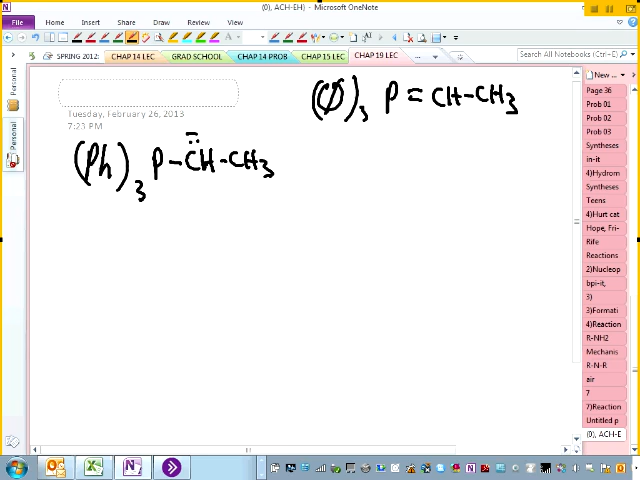 (0), ACH-EH) - Microsoft OneNote
File Home Insert Share Draw Review View
SPRING 2012: CHAP 14 LEC GRAD SCHOOL CHAP 14 PROB CHAP 15 LEC CHAP 19 LEC ... Search All Notebooks (Ctrl+E)
Personal
Personal
Tuesday, February 26, 2013
7:23 PM
(Ø)3 P=CH-CH3
(Ph)3 P-C̈H-CH3
New
Page 36
Prob 01
Prob 02
Prob 03
Syntheses
in-it
4)Hydrom
Syntheses
Teens
4)Hurt cat
Hope, Fri-
Rife
Reactions
2)Nucleop
bpi-it,
3)
3)Formati
4)Reaction
R-NH2
Mechanis
R-N-R
air
7
7)Reaction
Untitled p
(0), ACH-E